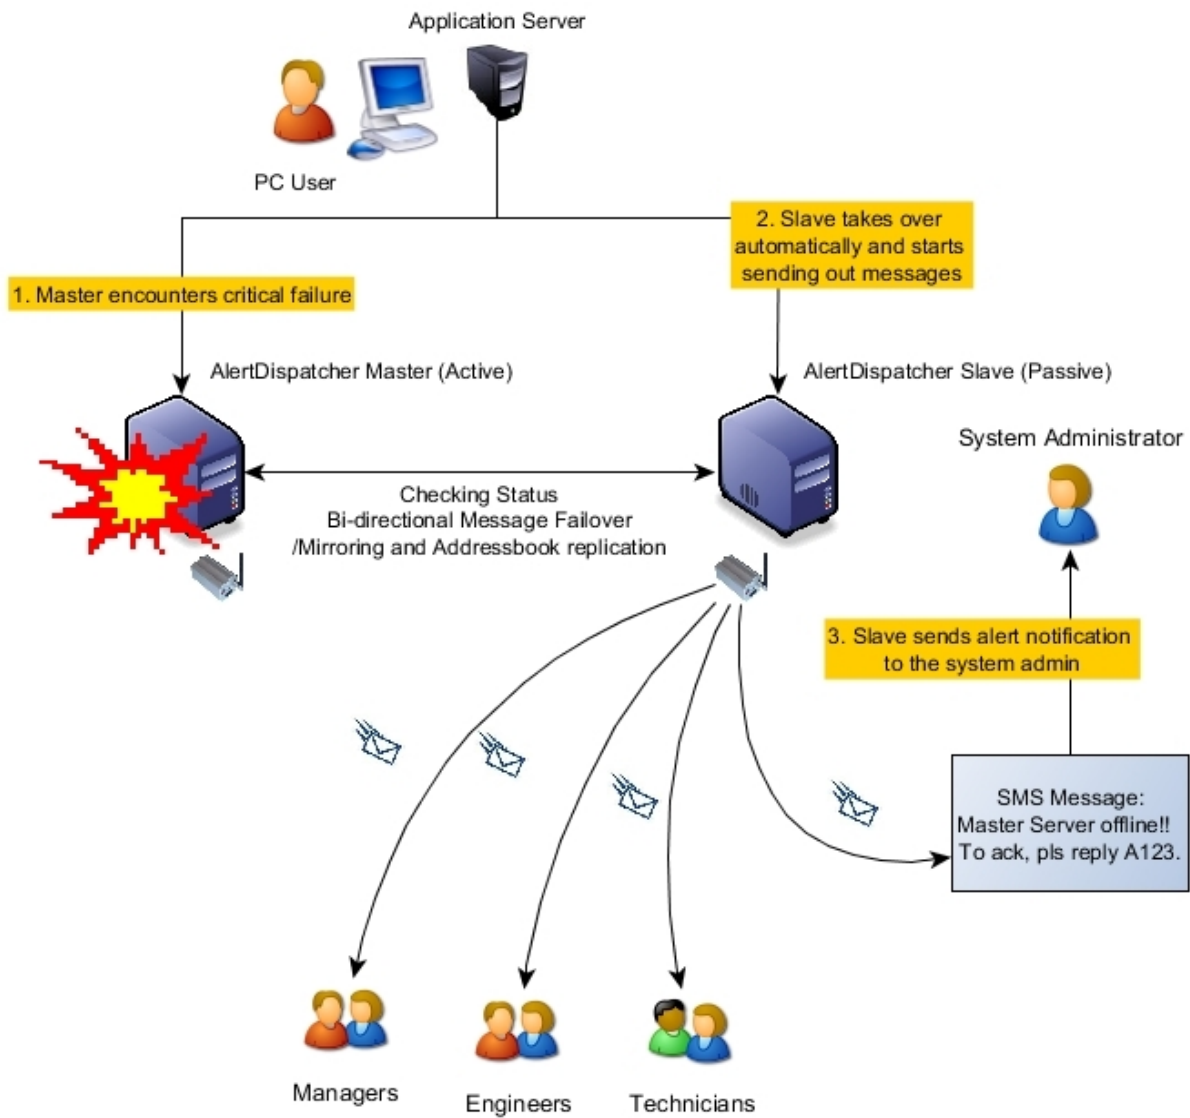 Application Server
PC User
2. Slave takes over
automatically and starts
sending out messages
1. Master encounters critical failure
AlertDispatcher Master (Active)
AlertDispatcher Slave (Passive)
System Administrator
Checking Status
Bi-directional Message Failover
/Mirroring and Addressbook replication
3. Slave sends alert notification
to the system admin
SMS Message:
Master Server offline!!
To ack, pls reply A123.
Managers
Engineers
Technicians